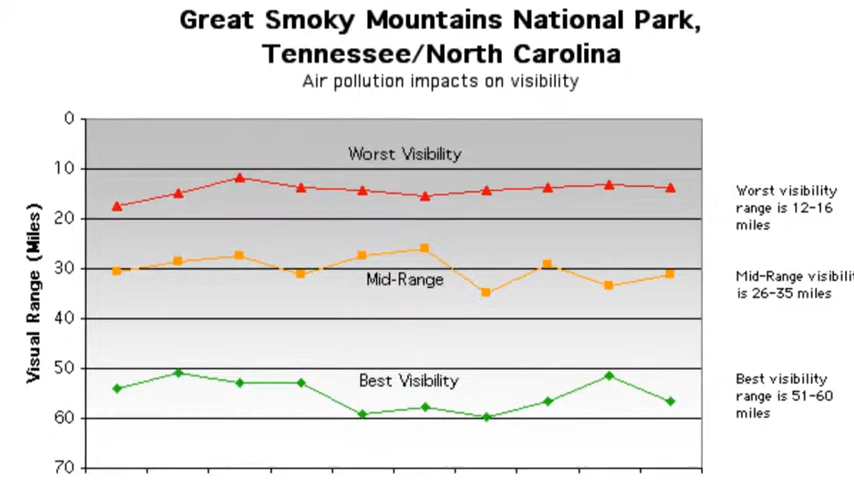 Great Smoky Mountains National Park,
Tennessee/North Carolina
Air pollution impacts on visibility
Visual Range (Miles)
0
10
20
30
40
50
60
70
Worst Visibility
Mid-Range
Best Visibility
Worst visibility
range is 12-16
miles
Mid-Range visibilit
is 26-35 miles
Best visibility
range is 51-60
miles